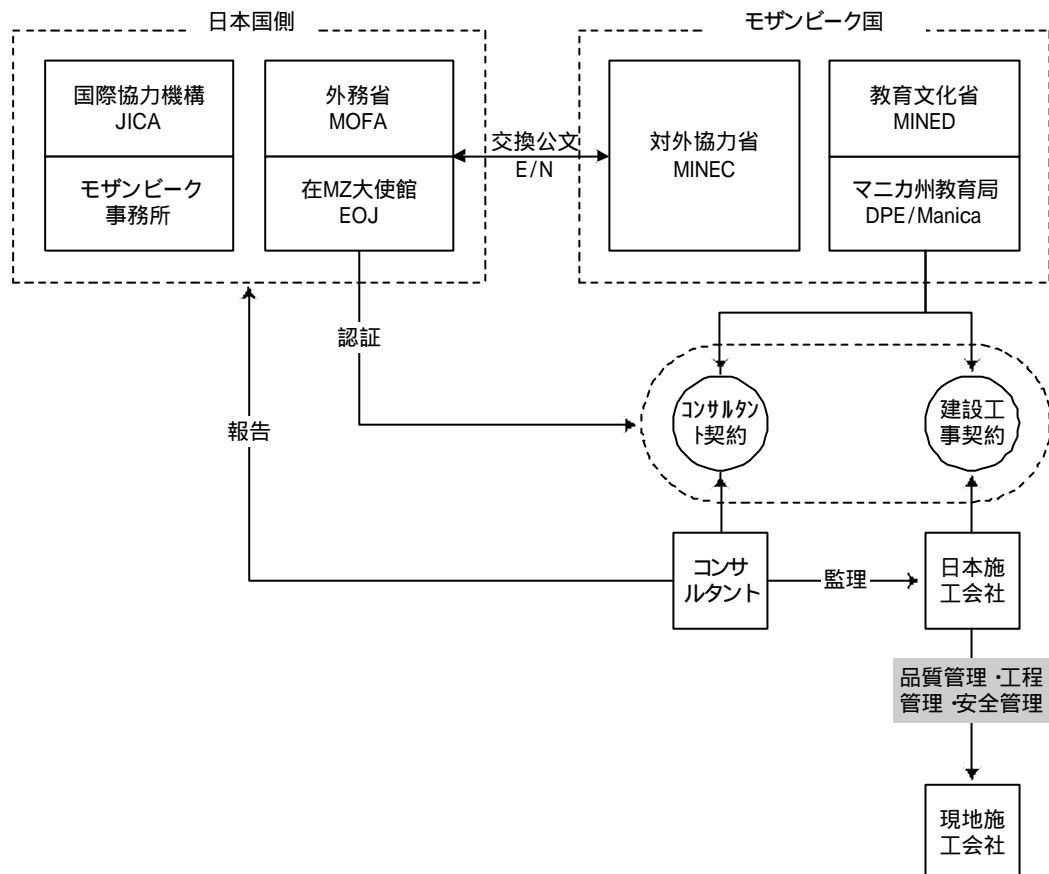 日本国側
モザンビーク国
国際協力機構
JICA
モザンビーク
事務所
外務省
MOFA
在MZ大使館
EOJ
交換公文
E/N
対外協力省
MINEC
教育文化省
MINED
マニカ州教育局
DPE/Manica
認証
報告
コンサルタン
ト契約
建設工
事契約
コンサ
ルタント
監理
日本施
工会社
品質管理・工程
管理・安全管理
現地施
工会社